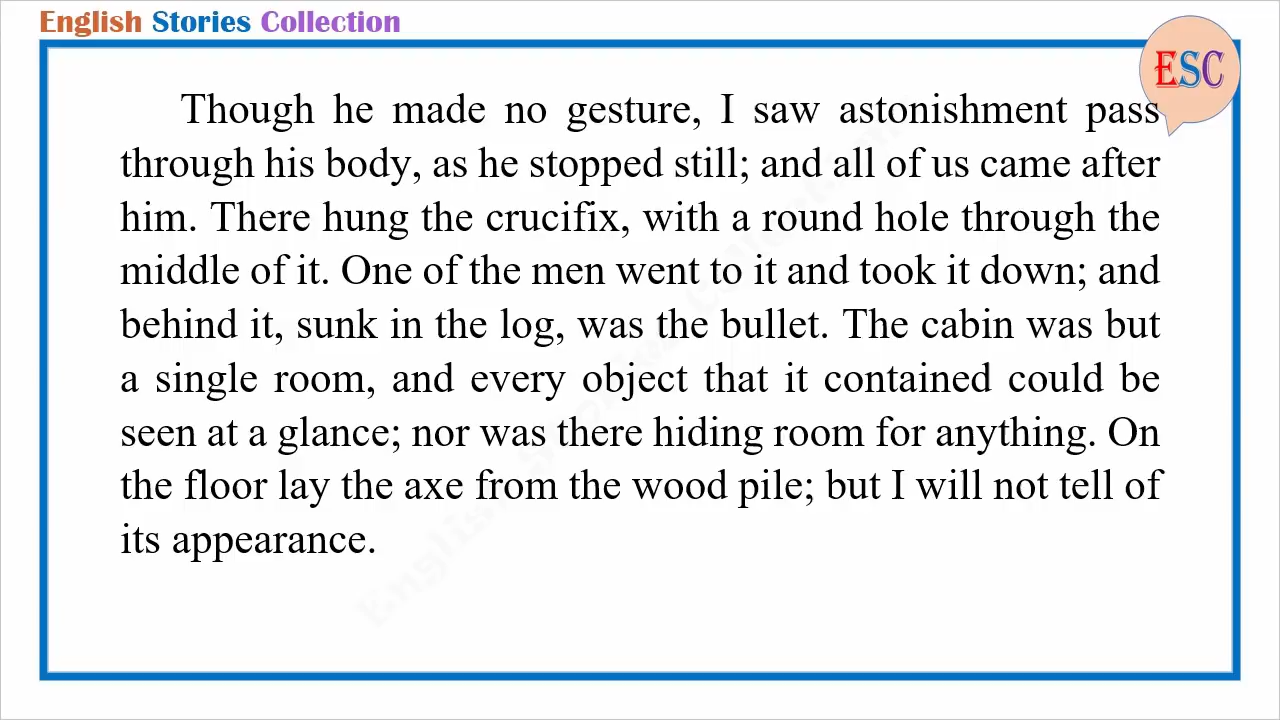 English Stories Collection
ESC
Though he made no gesture, I saw astonishment pass
through his body, as he stopped still; and all of us came after
him. There hung the crucifix, with a round hole through the
middle of it. One of the men went to it and took it down; and
behind it, sunk in the log, was the bullet. The cabin was but
a single room, and every object that it contained could be
seen at a glance; nor was there hiding room for anything. On
the floor lay the axe from the wood pile; but I will not tell of
its appearance.
English Stories Collection